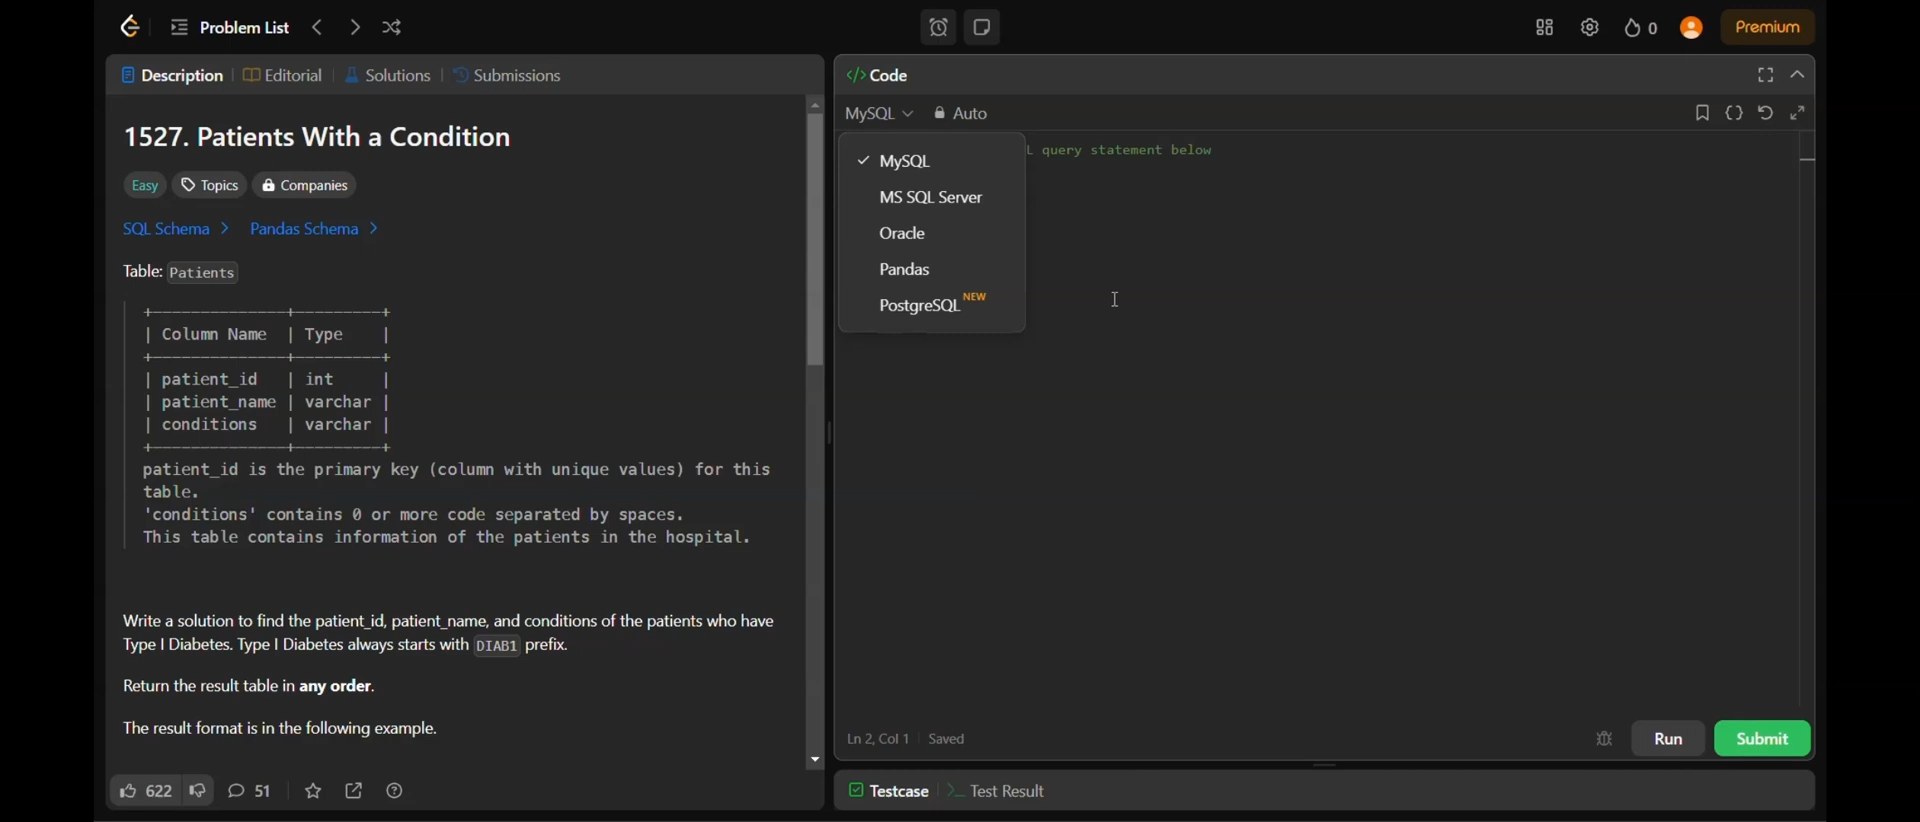 Problem List
0
Premium
Description
Editorial
Solutions
Submissions
1527. Patients With a Condition
Easy
Topics
Companies
SQL Schema >
Pandas Schema >
Table: Patients
+--------------+---------+
| Column Name | Type |
+--------------+---------+
| patient_id | int |
| patient_name | varchar |
| conditions | varchar |
+--------------+---------+
patient_id is the primary key (column with unique values) for this
table.
'conditions' contains 0 or more code separated by spaces.
This table contains information of the patients in the hospital.
Write a solution to find the patient_id, patient_name, and conditions of the patients who have
Type I Diabetes. Type I Diabetes always starts with DIAB1 prefix.
Return the result table in any order.
The result format is in the following example.
622
51
</> Code
MySQL
Auto
L query statement below
MySQL
MS SQL Server
Oracle
Pandas
PostgreSQL NEW
Ln 2, Col 1
Saved
Run
Submit
Testcase
>_ Test Result